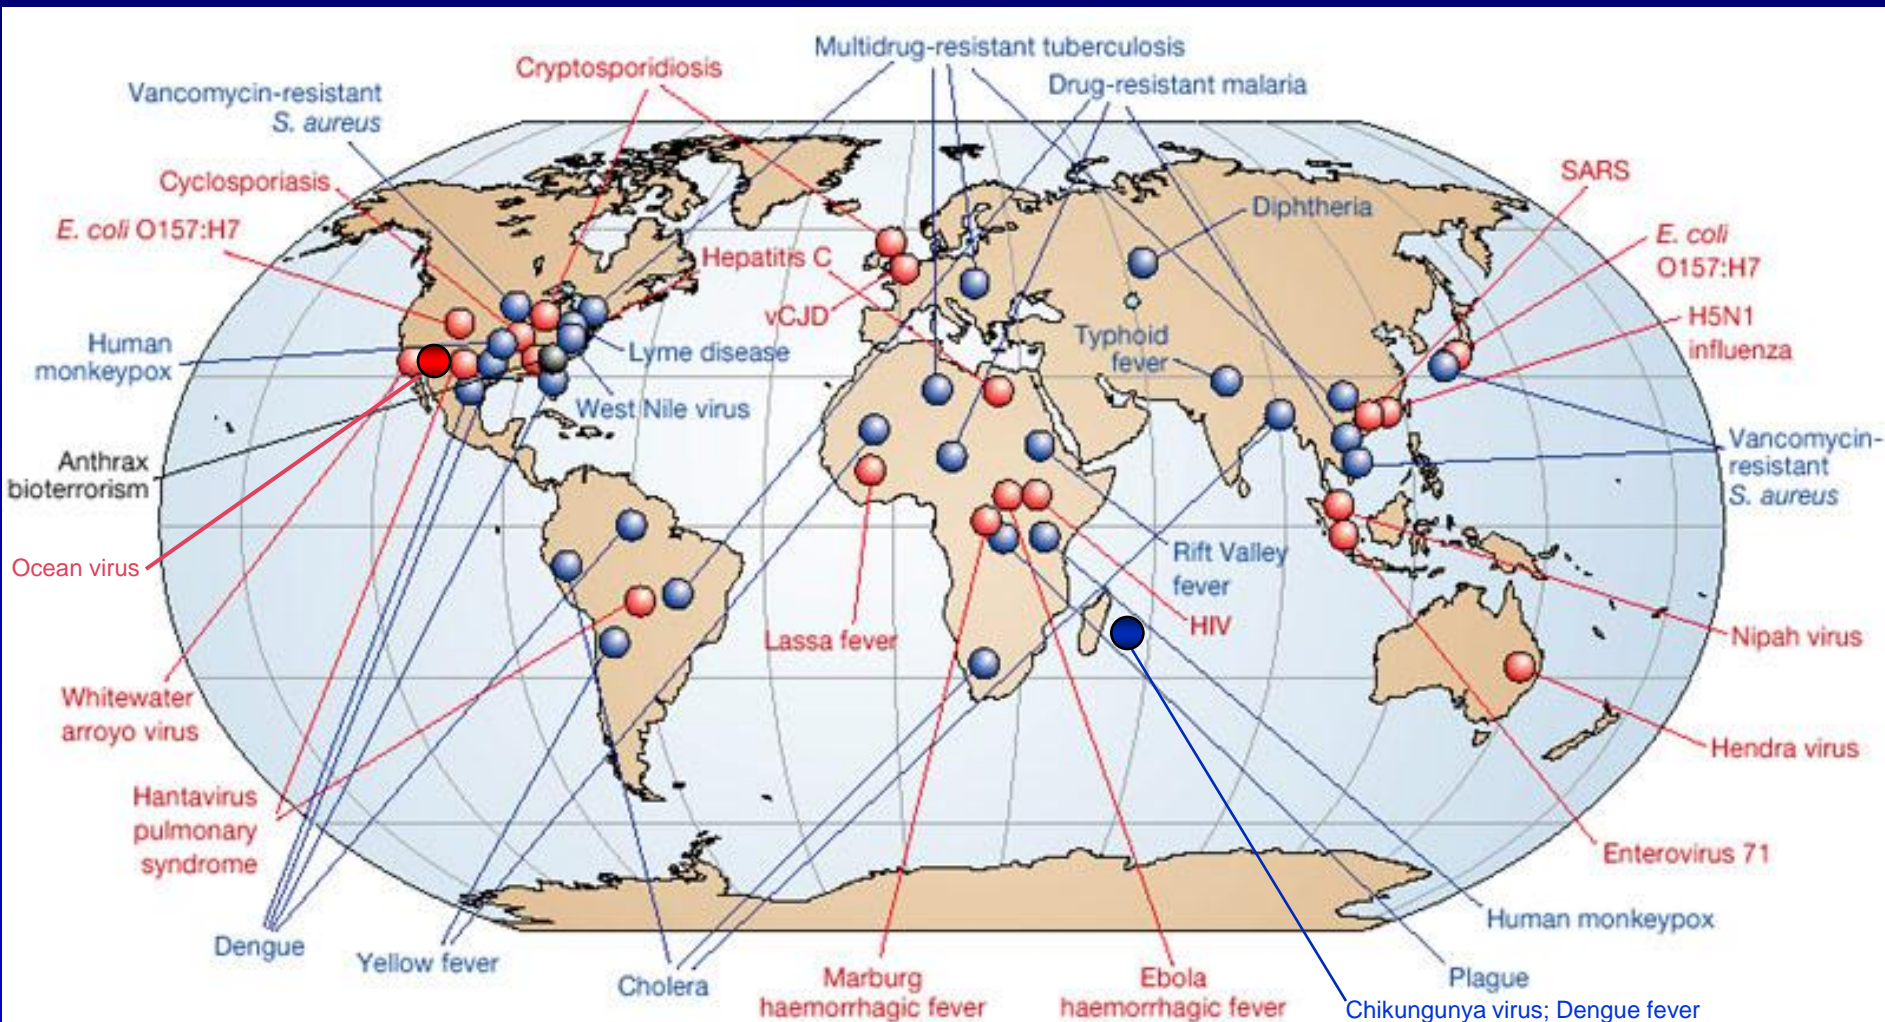 Multidrug-resistant tuberculosis
Cryptosporidiosis
Drug-resistant malaria
Vancomycin-resistant
S. aureus
Cyclosporiasis
SARS
E. coli O157:H7
Diphtheria
E. coli
O157:H7
Hepatitis C
vCJD
H5N1
influenza
Human
monkeypox
Lyme disease
Typhoid
fever
West Nile virus
Anthrax
bioterrorism
Vancomycin-
resistant
S. aureus
Ocean virus
Rift Valley
fever
Lassa fever
HIV
Nipah virus
Whitewater
arroyo virus
Hendra virus
Hantavirus
pulmonary
syndrome
Enterovirus 71
Human monkeypox
Dengue
Yellow fever
Cholera
Marburg
haemorrhagic fever
Ebola
haemorrhagic fever
Plague
Chikungunya virus; Dengue fever